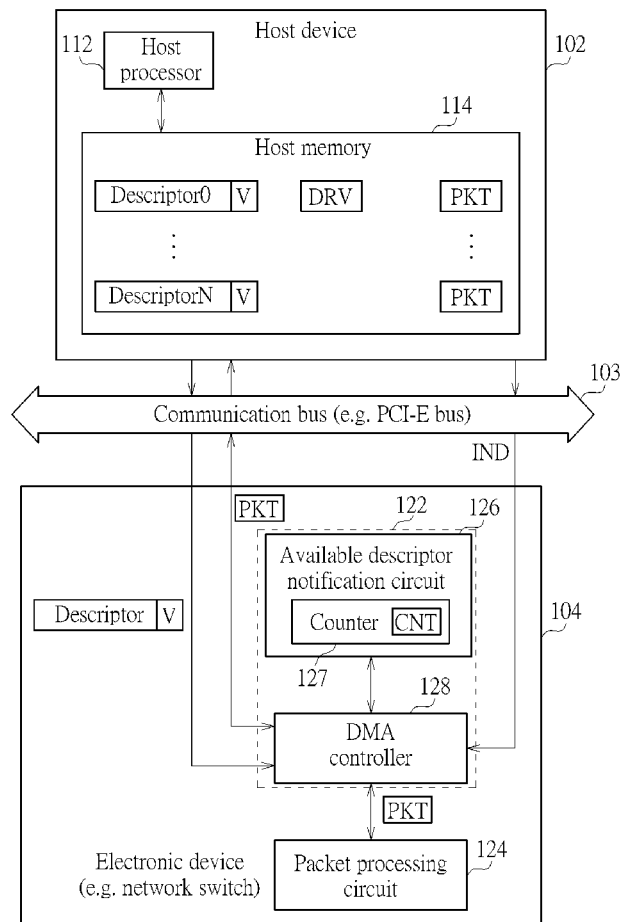 Host device
112
Host
processor
102
114
Host memory
Descriptor0 V
DRV
PKT
DescriptorN V
PKT
103
Communication bus (e.g. PCI-E bus)
IND
PKT
122
126
Available descriptor
notification circuit
Counter CNT
127
Descriptor V
104
128
DMA
controller
PKT
Electronic device
(e.g. network switch)
Packet processing
circuit
124